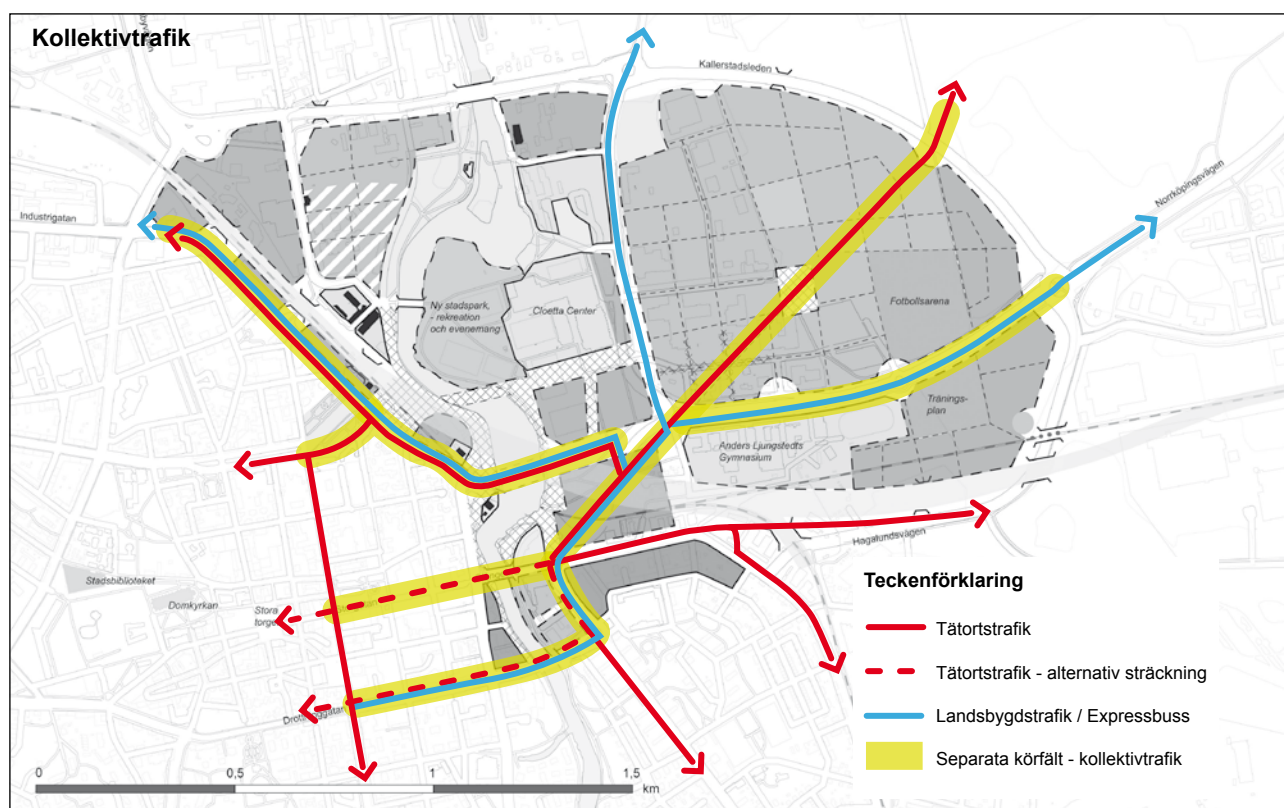 Kollektivtrafik
Kallerstadsleden
Norrköpingsvägen
Industrigatan
Ny stadspark,
- rekreation
och evenemang
Cloetta Center
Fotbollsarena
Tränings-
plan
Anders Ljungstedts
Gymnasium
Hagalundsvägen
Stadsbiblioteket
Domkyrkan
Stora
torget
Teckenförklaring
Tätortstrafik
Tätortstrafik - alternativ sträckning
Landsbygdstrafik / Expressbuss
Separata körfält - kollektivtrafik
0
0,5
1
1,5
km